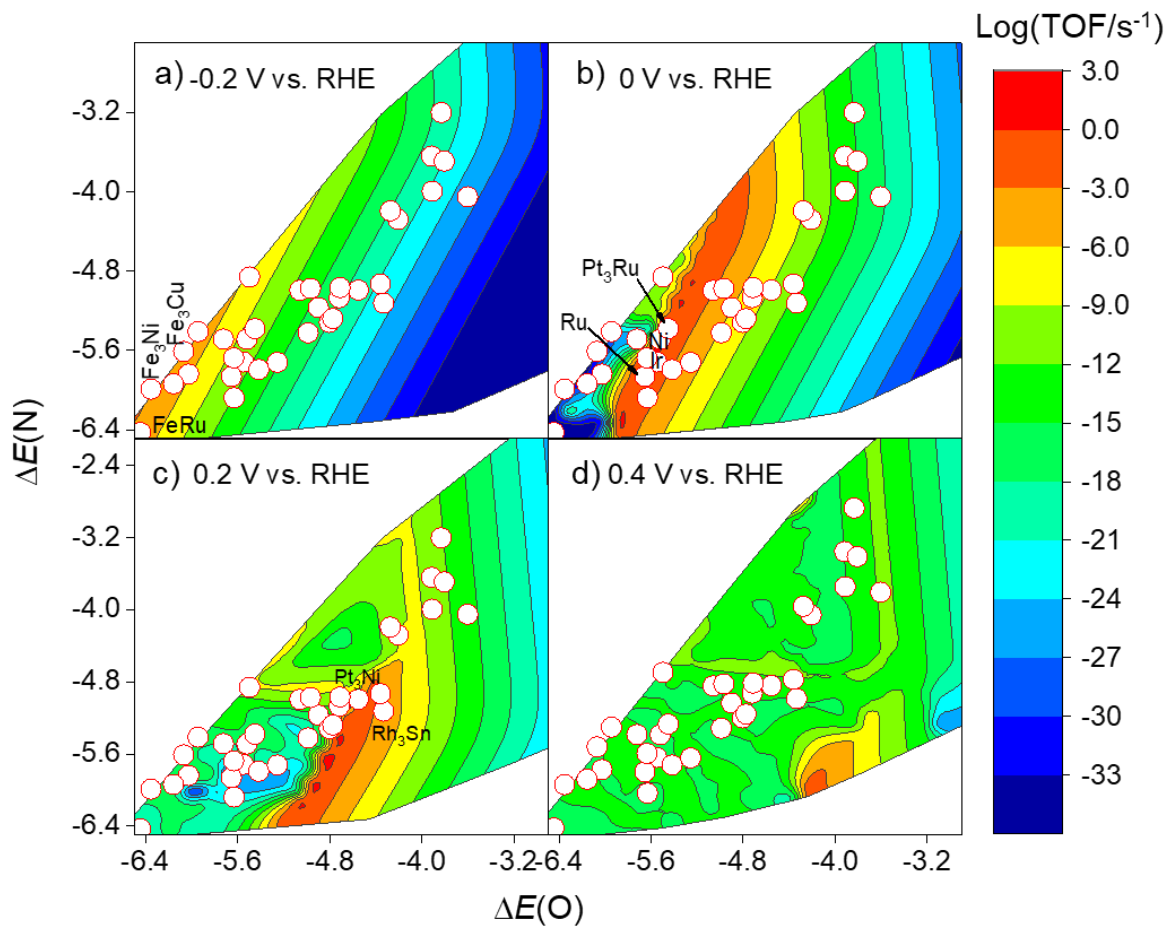 Log(TOF/s⁻¹)
a) -0.2 V vs. RHE
b) 0 V vs. RHE
3.0
0.0
-3.0
-6.0
-9.0
-12
-15
-18
-21
-24
-27
-30
-33
-3.2
-4.0
-4.8
-5.6
-6.4
Fe₃Ni
Fe₃Cu
FeRu
Pt₃Ru
Ru
Ni
Ir
ΔE(N)
c) 0.2 V vs. RHE
d) 0.4 V vs. RHE
-2.4
-3.2
-4.0
-4.8
-5.6
-6.4
Pt₃Ni
Rh₃Sn
-6.4
-5.6
-4.8
-4.0
-3.2
-6.4
-5.6
-4.8
-4.0
-3.2
ΔE(O)